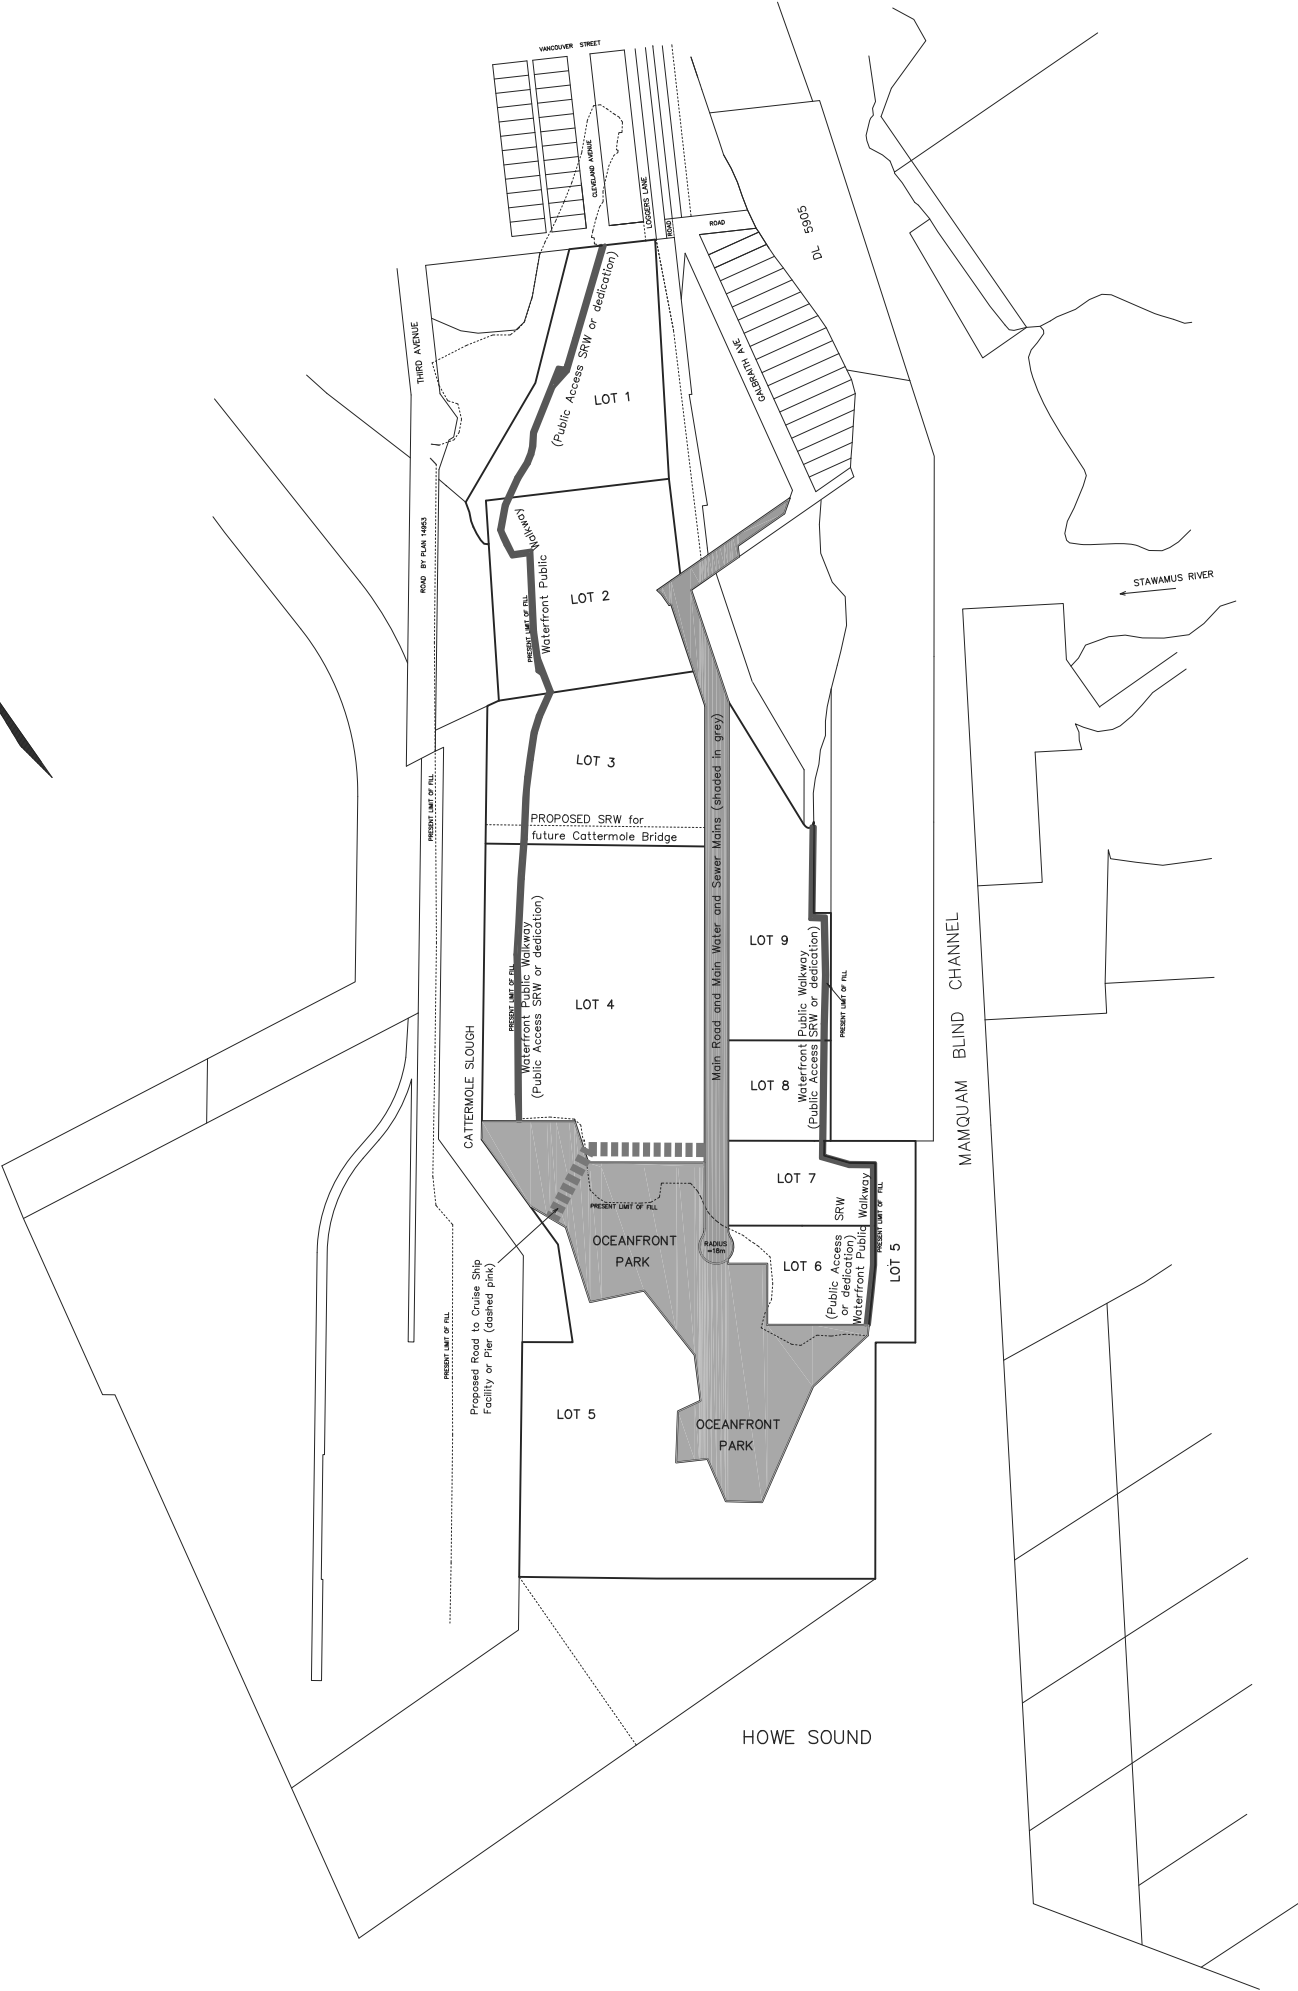 VANCOUVER STREET
CLEVELAND AVENUE
LOGGERS LANE
ROAD
ROAD
DL 5905
(Public Access SRW or dedication)
THIRD AVENUE
GALBRAITH AVE.
LOT 1
Waterfront Public Walkway
ROAD BY PLAN 14953
PRESENT LIMIT OF FILL
LOT 2
STAWAMUS RIVER
LOT 3
PRESENT LIMIT OF FILL
PROPOSED SRW for
future Cattermole Bridge
Main Road and Main Water and Sewer Mains (shaded in grey)
LOT 9
PRESENT LIMIT OF FILL
Waterfront Public Walkway
(Public Access SRW or dedication)
LOT 4
Waterfront Public Walkway
(Public Access SRW or dedication)
PRESENT LIMIT OF FILL
MAMQUAM BLIND CHANNEL
CATTERMOLE SLOUGH
LOT 8
LOT 7
PRESENT LIMIT OF FILL
OCEANFRONT
PARK
RADIUS
=18m
LOT 6
(Public Access SRW
or dedication)
Waterfront Public Walkway
PRESENT LIMIT OF FILL
LOT 5
Proposed Road to Cruise Ship
Facility or Pier (dashed pink)
PRESENT LIMIT OF FILL
LOT 5
OCEANFRONT
PARK
HOWE SOUND